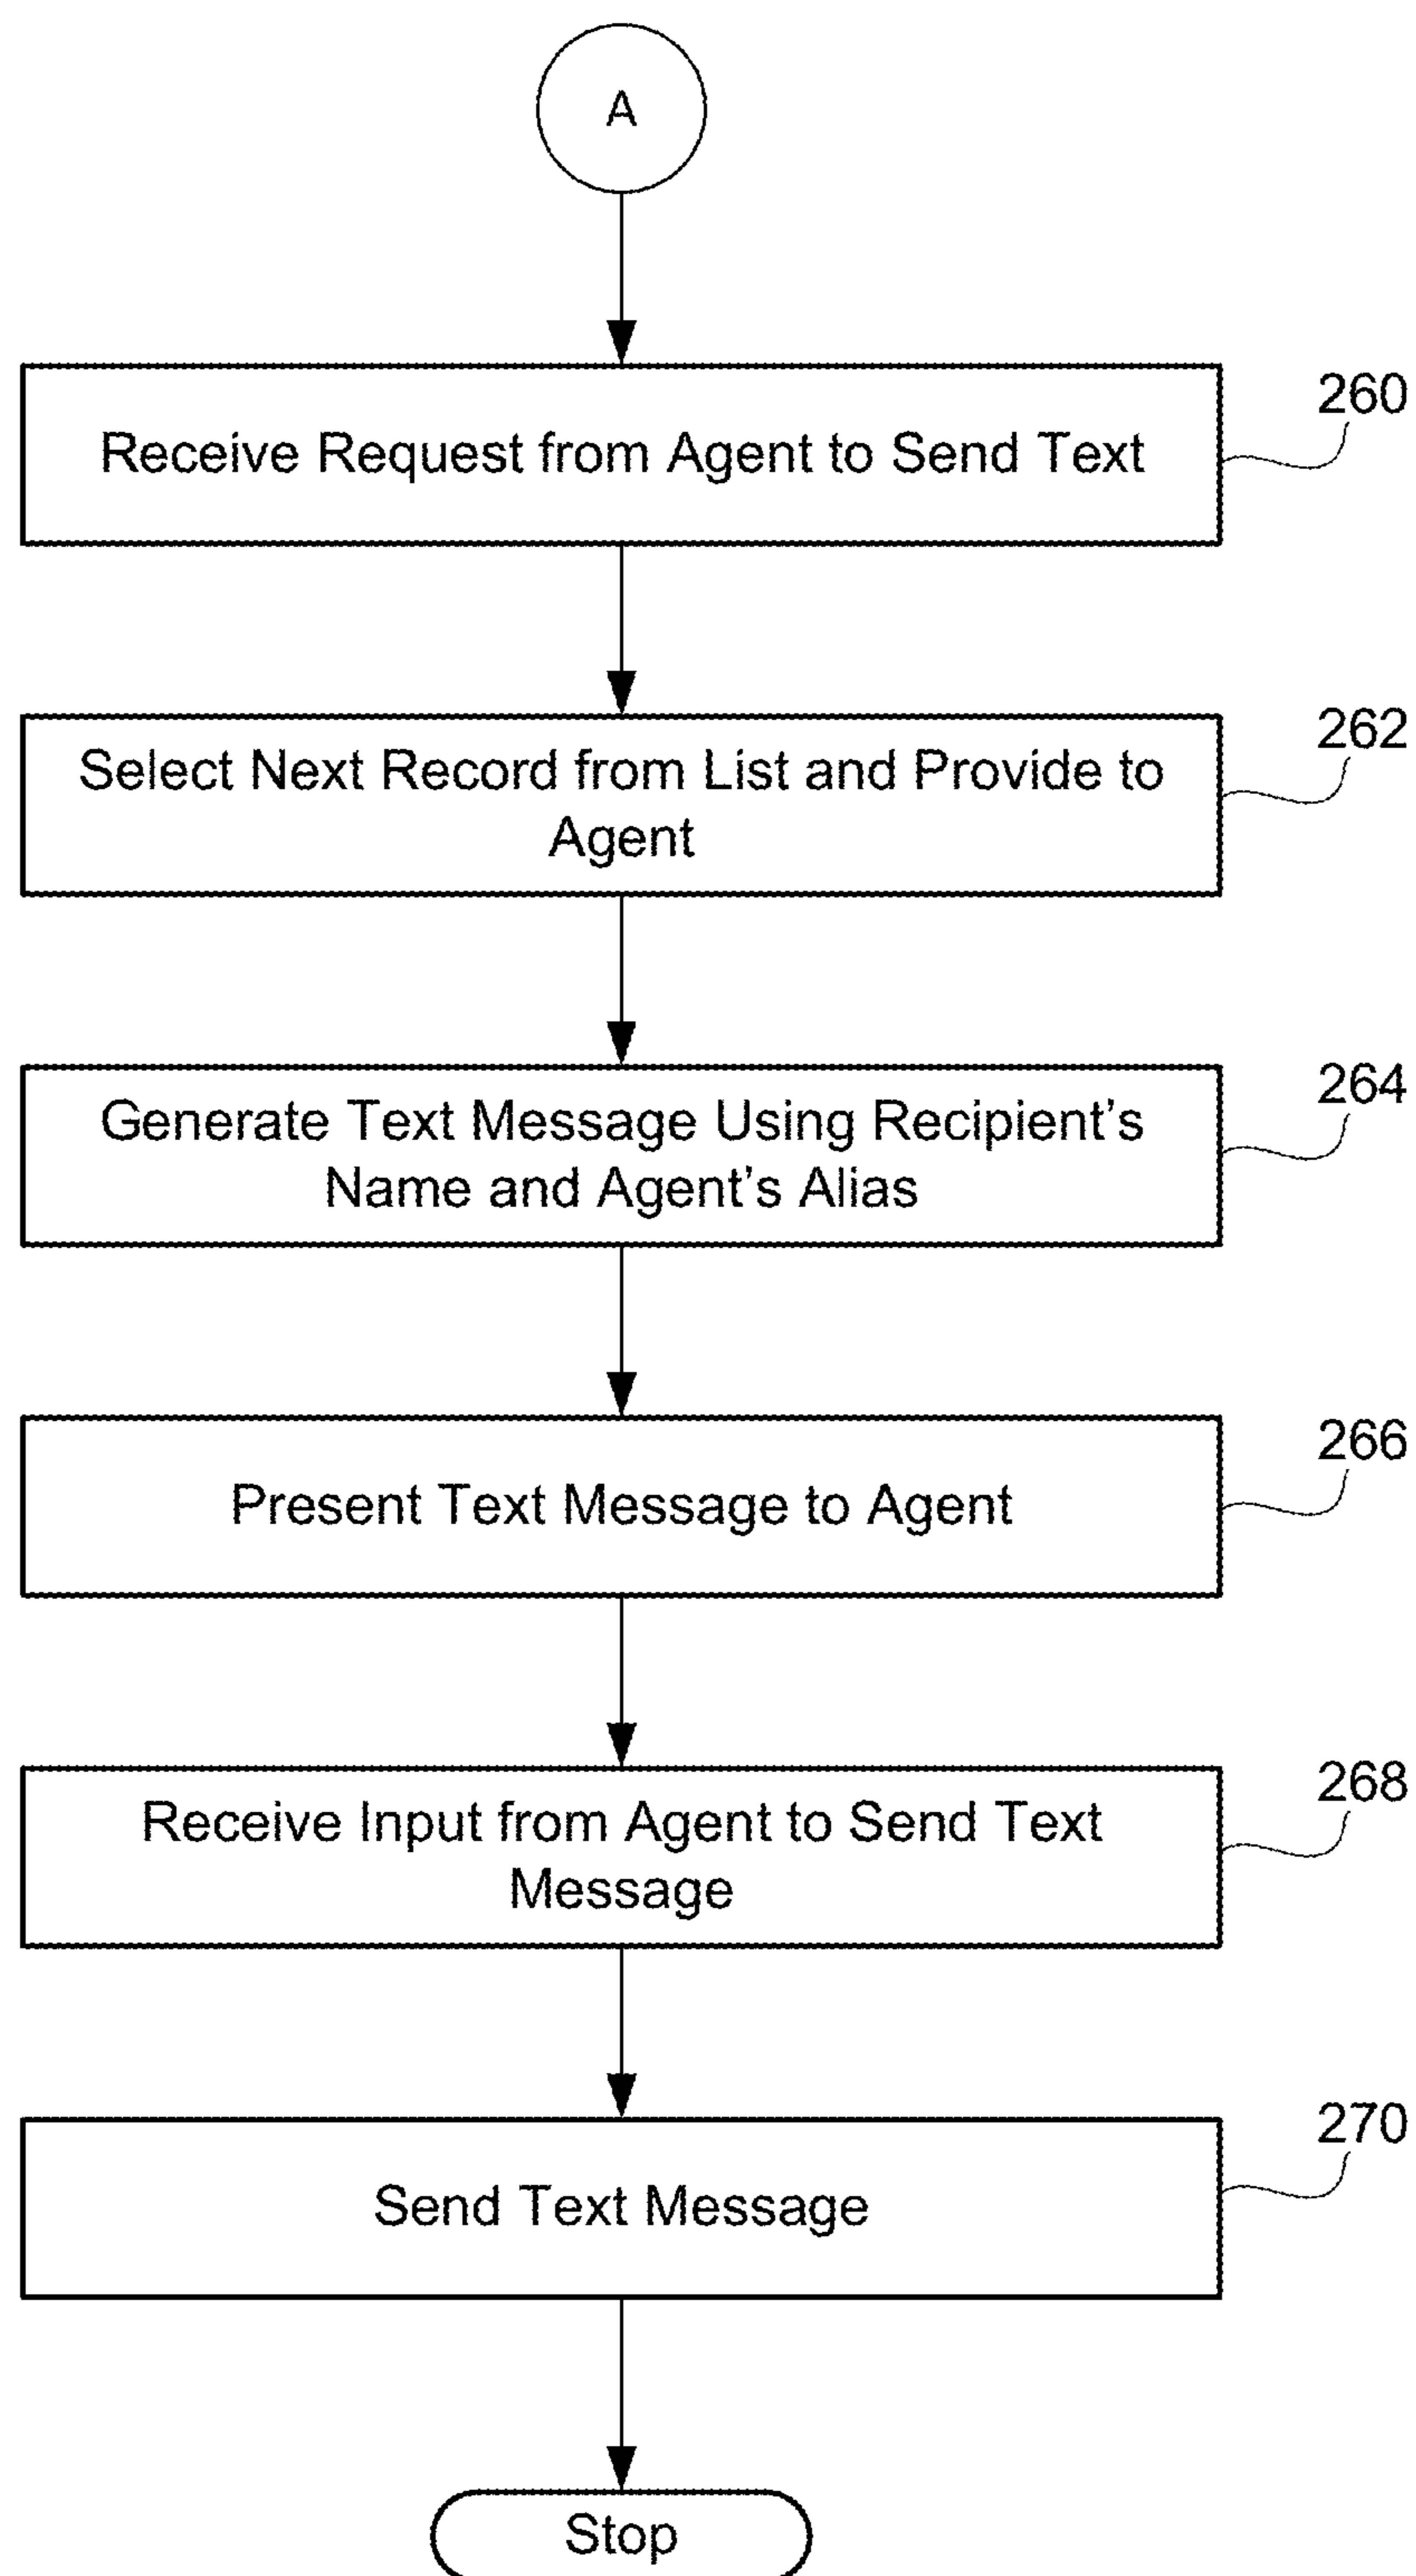 A
260
Receive Request from Agent to Send Text
262
Select Next Record from List and Provide to
Agent
264
Generate Text Message Using Recipient’s
Name and Agent’s Alias
266
Present Text Message to Agent
268
Receive Input from Agent to Send Text
Message
270
Send Text Message
Stop